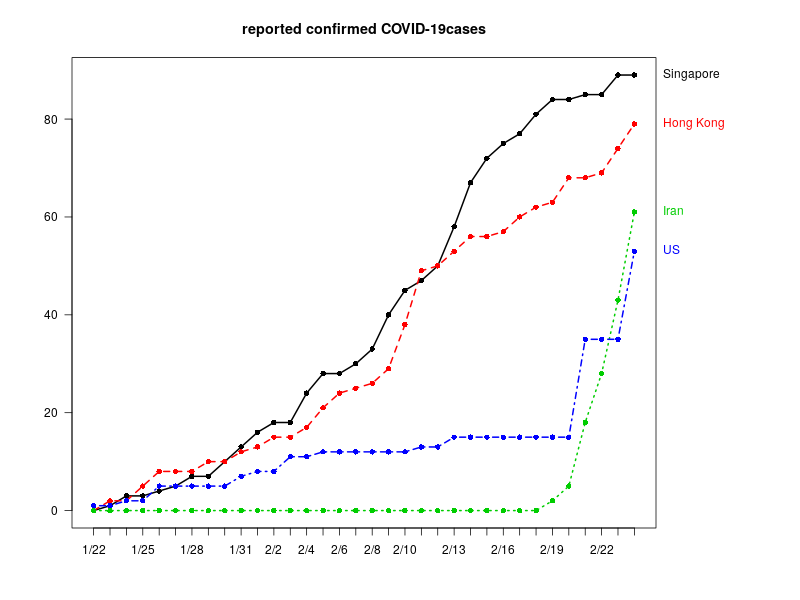 reported confirmed COVID-19cases
Singapore
Hong Kong
Iran
US
80
60
40
20
0
1/22 1/25 1/28 1/31 2/2 2/4 2/6 2/8 2/10 2/13 2/16 2/19 2/22